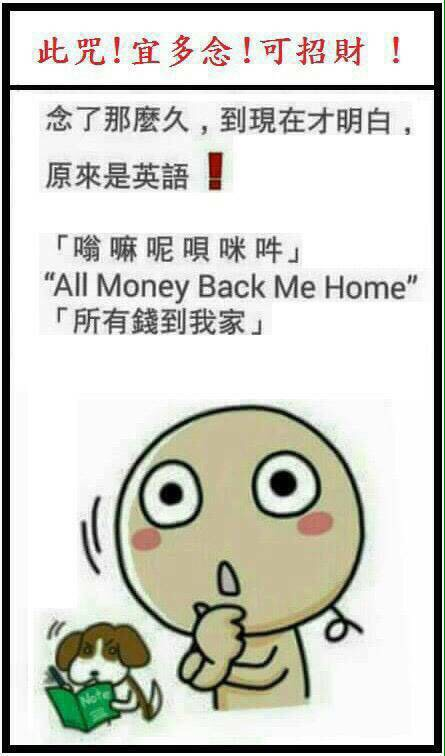 此咒!宜多念!可招財 !
念了那麼久，到現在才明白，
原來是英語❗
「嗡 嘛 呢 唄 咪 吽」
“All Money Back Me Home”
「所有錢到我家」
Note